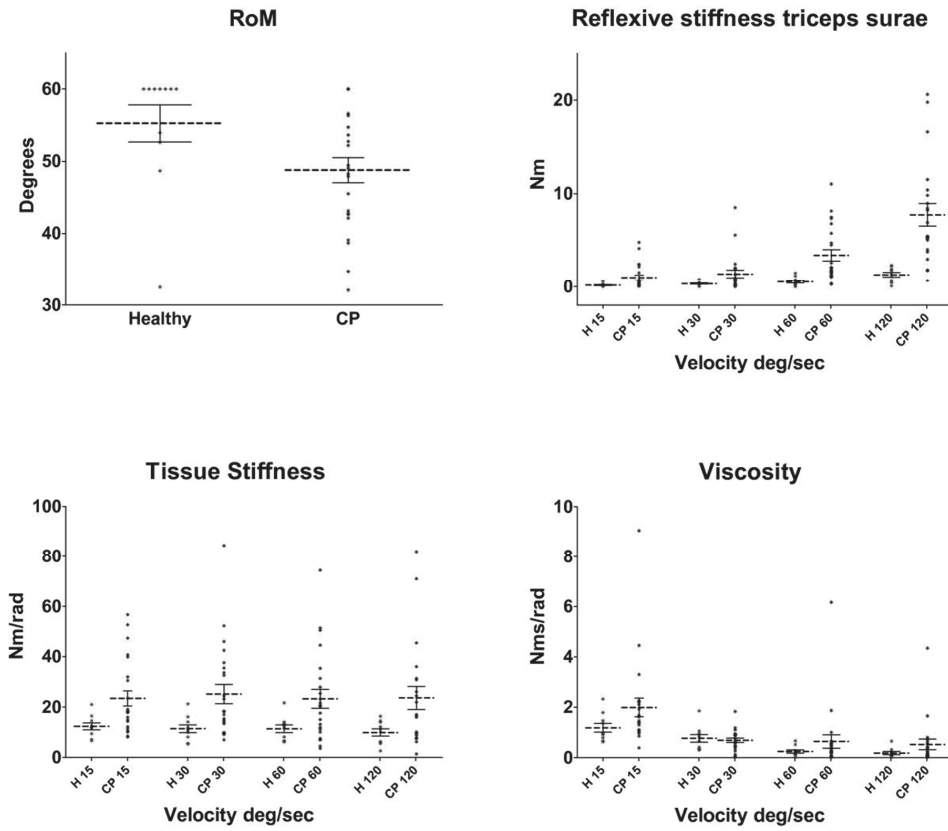 RoM
Degrees
60
50
40
30
Healthy
CP
Reflexive stiffness triceps surae
Nm
20
10
0
H 15
CP 15
H 30
CP 30
H 60
CP 60
H 120
CP 120
Velocity deg/sec
Tissue Stiffness
Nm/rad
100
80
60
40
20
0
H 15
CP 15
H 30
CP 30
H 60
CP 60
H 120
CP 120
Velocity deg/sec
Viscosity
Nms/rad
10
8
6
4
2
0
H 15
CP 15
H 30
CP 30
H 60
CP 60
H 120
CP 120
Velocity deg/sec